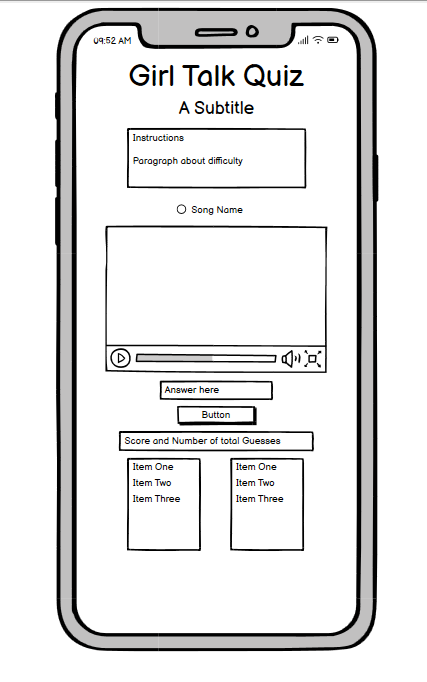 09:52 AM
Girl Talk Quiz
A Subtitle
Instructions
Paragraph about difficulty
Song Name
Answer here
Button
Score and Number of total Guesses
Item One
Item Two
Item Three
Item One
Item Two
Item Three